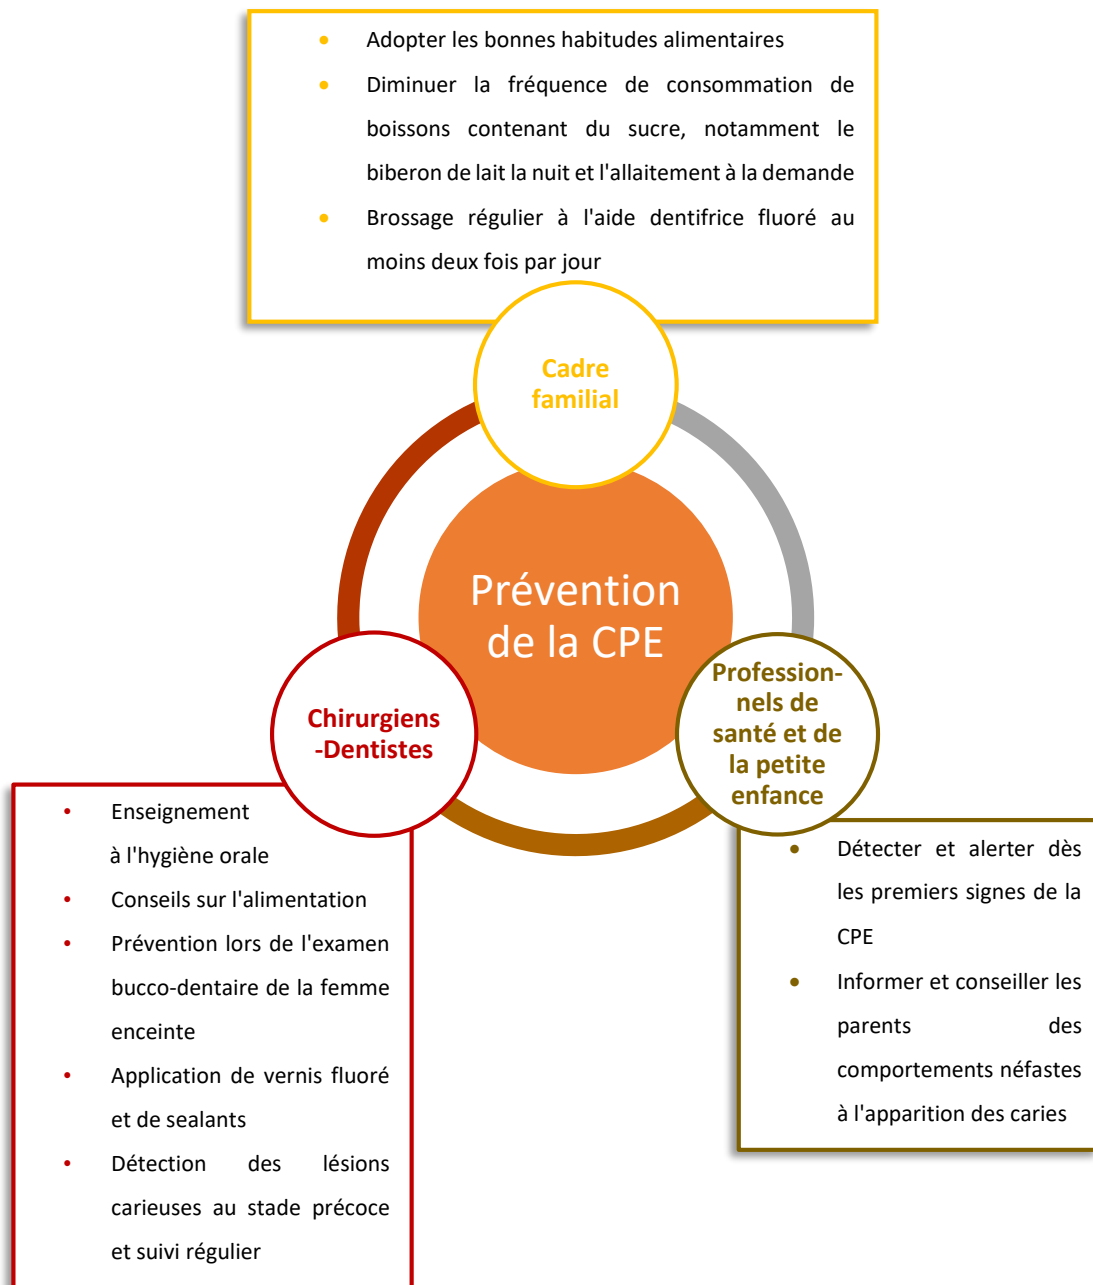 • Adopter les bonnes habitudes alimentaires
• Diminuer la fréquence de consommation de
boissons contenant du sucre, notamment le
biberon de lait la nuit et l'allaitement à la demande
• Brossage régulier à l'aide dentifrice fluoré au
moins deux fois par jour
Cadre
familial
Prévention
de la CPE
Chirurgiens
-Dentistes
Profession-
nels de
santé et de
la petite
enfance
• Enseignement
à l'hygiène orale
• Conseils sur l'alimentation
• Prévention lors de l'examen
bucco-dentaire de la femme
enceinte
• Application de vernis fluoré
et de sealants
• Détection des lésions
carieuses au stade précoce
et suivi régulier
• Détecter et alerter dès
les premiers signes de la
CPE
• Informer et conseiller les
parents des
comportements néfastes
à l'apparition des caries